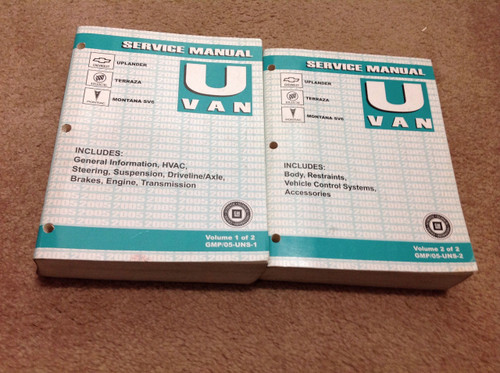 SERVICE MANUAL
UPLANDER
TERRAZA
MONTANA SV6
U
VAN
INCLUDES:
General Information, HVAC,
Steering, Suspension, Driveline/Axle,
Brakes, Engine, Transmission
Volume 1 of 2
GMP/05-UNS-1
SERVICE MANUAL
UPLANDER
TERRAZA
MONTANA SV6
U
VAN
INCLUDES:
Body, Restraints,
Vehicle Control Systems,
Accessories
Volume 2 of 2
GMP/05-UNS-2